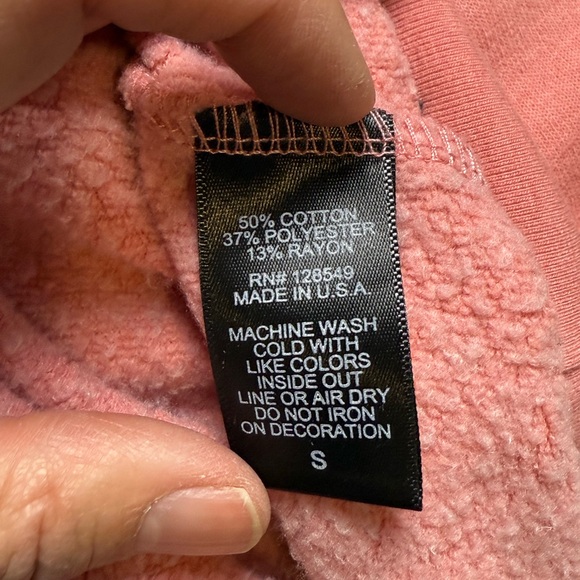 50% COTTON
37% POLYESTER
13% RAYON
RN# 128549
MADE IN U.S.A
MACHINE WASH
COLD WITH
LIKE COLORS
INSIDE OUT
LINE OR AIR DRY
DO NOT IRON
ON DECORATION
S